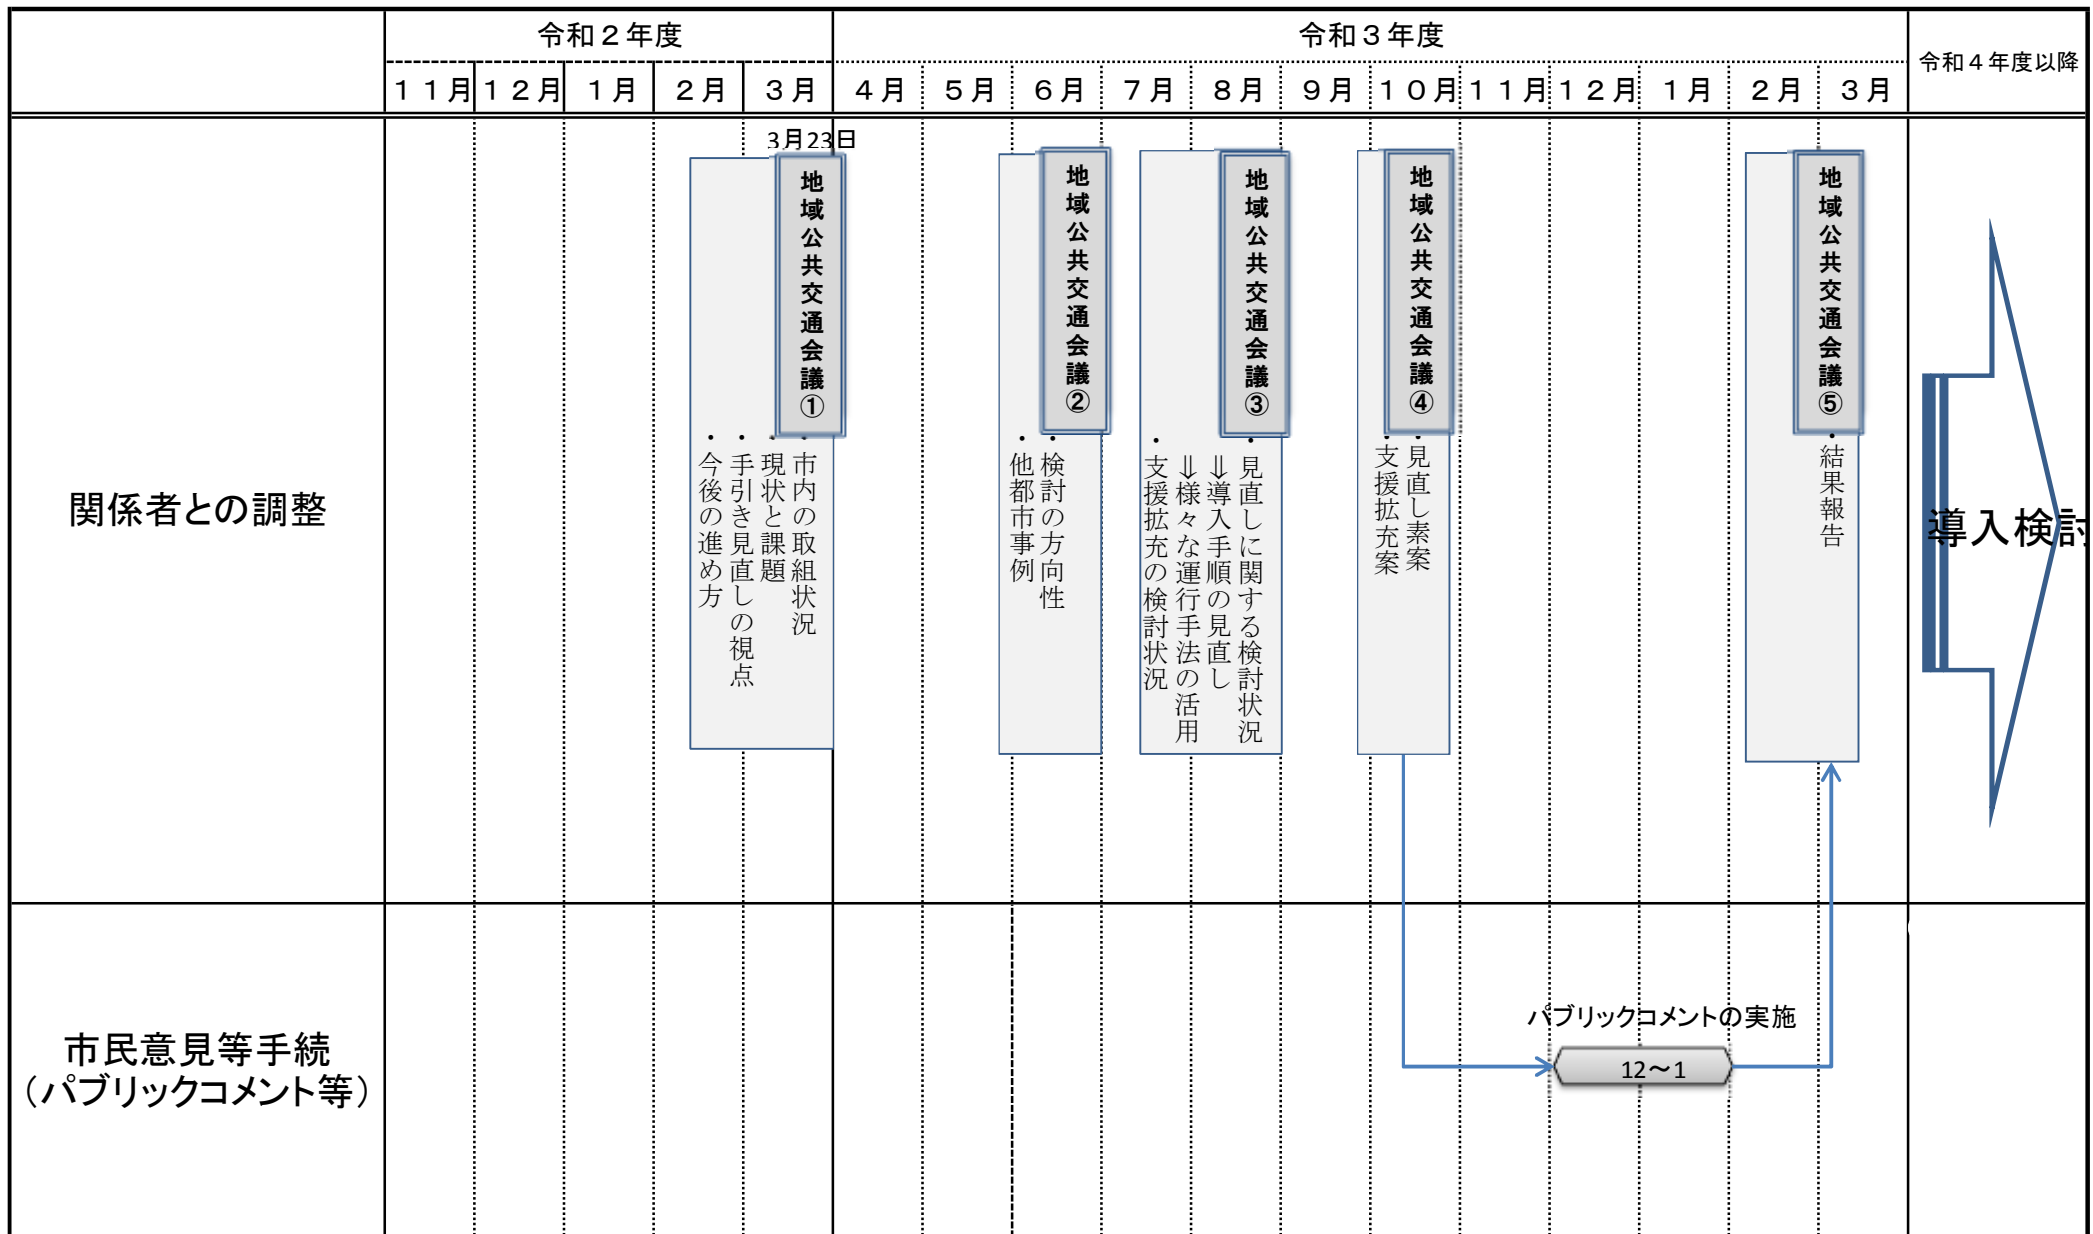 令和２年度
令和３年度
令和４年度以降
１１月
１２月
１月
２月
３月
４月
５月
６月
７月
８月
９月
１０月
１１月
１２月
１月
２月
３月
関係者との調整
3月23日
地域公共交通会議①
・市内の取組状況
・現状と課題
・手引き見直しの視点
・今後の進め方
地域公共交通会議②
・検討の方向性
・他都市事例
地域公共交通会議③
・見直しに関する検討状況
⇒導入手順の見直し
⇒様々な運行手法の活用
・支援拡充の検討状況
地域公共交通会議④
・見直し素案
・支援拡充案
地域公共交通会議⑤
・結果報告
導入検討
市民意見等手続
（パブリックコメント等）
パブリックコメントの実施
12～1